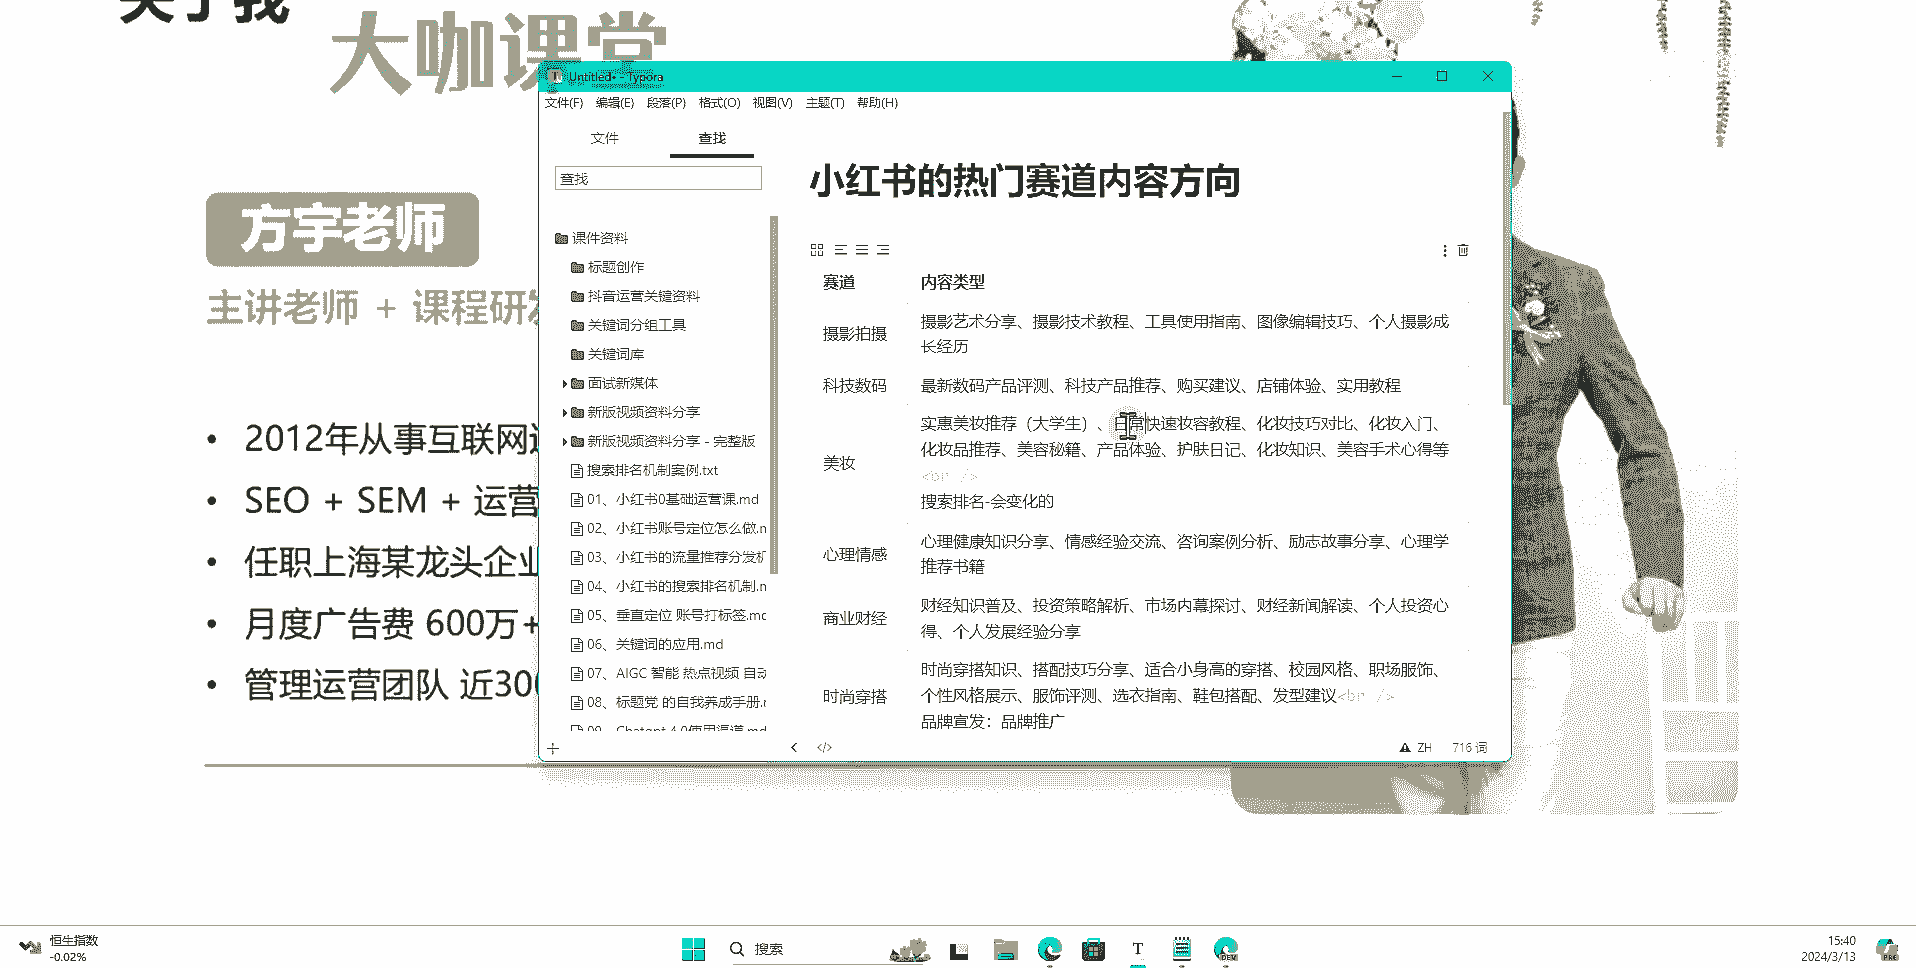 大咖课堂
方宇老师
主讲老师 + 课程研发
2012年从事互联网
SEO + SEM + 运营
任职上海某龙头企业
月度广告费 600万+
管理运营团队 近300
Untitled• - Typora
文件(F) 编辑(E) 段落(P) 格式(O) 视图(V) 主题(T) 帮助(H)
文件 查找
查找
课件资料
标题创作
抖音运营关键资料
关键词分组工具
关键词库
面试新媒体
新版视频资料分享
新版视频资料分享 - 完整版
搜索排名机制案例.txt
01、小红书0基础运营课.md
02、小红书账号定位怎么做.m
03、小红书的流量推荐分发机
04、小红书的搜索排名机制.m
05、垂直定位 账号打标签.md
06、关键词的应用.md
07、AIGC 智能 热点视频 自动
08、标题党 的自我养成手册.m
09、Chatgpt 4.0使用渠道.md
小红书的热门赛道内容方向
赛道 内容类型
摄影拍摄 摄影艺术分享、摄影技术教程、工具使用指南、图像编辑技巧、个人摄影成
长经历
科技数码 最新数码产品评测、科技产品推荐、购买建议、店铺体验、实用教程
美妆 实惠美妆推荐（大学生）、日常快速妆容教程、化妆技巧对比、化妆入门、
化妆品推荐、美容秘籍、产品体验、护肤日记、化妆知识、美容手术心得等
<br />
搜索排名-会变化的
心理情感 心理健康知识分享、情感经验交流、咨询案例分析、励志故事分享、心理学
推荐书籍
商业财经 财经知识普及、投资策略解析、市场内幕探讨、财经新闻解读、个人投资心
得、个人发展经验分享
时尚穿搭 时尚穿搭知识、搭配技巧分享、适合小身高的穿搭、校园风格、职场服饰、
个性风格展示、服饰评测、选衣指南、鞋包搭配、发型建议<br />
品牌宣发：品牌推广
ZH 716 词
恒生指数
-0.02%
搜索
15:40
2024/3/13